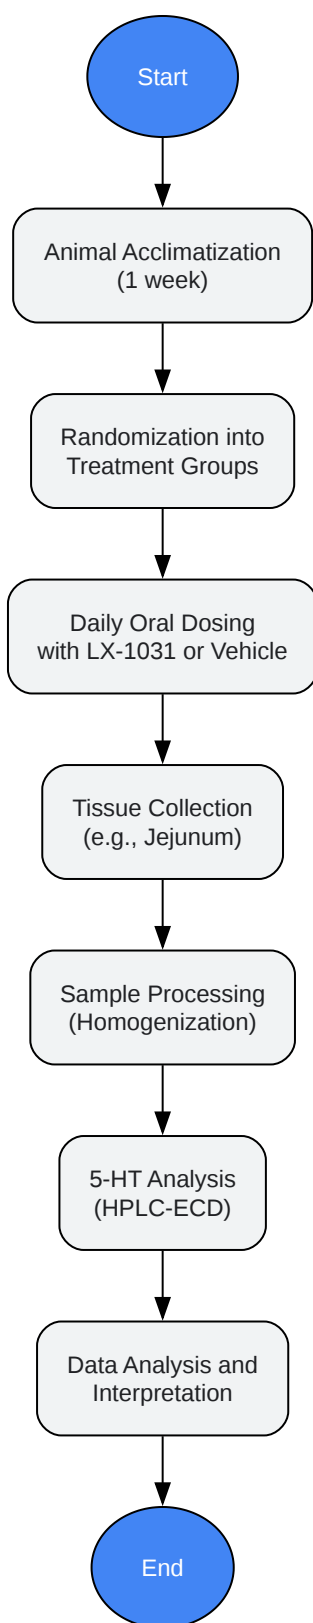 Start
Animal Acclimatization
(1 week)
Randomization into
Treatment Groups
Daily Oral Dosing
with LX-1031 or Vehicle
Tissue Collection
(e.g., Jejunum)
Sample Processing
(Homogenization)
5-HT Analysis
(HPLC-ECD)
Data Analysis and
Interpretation
End